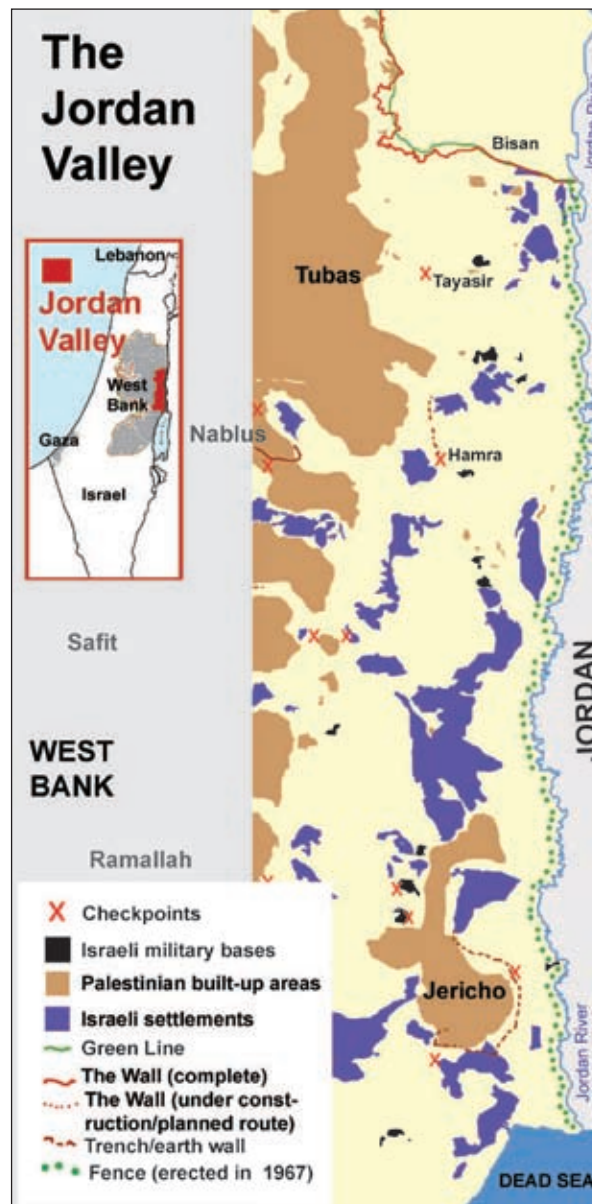 The
Jordan
Valley
Jordan River
Bisan
Lebanon
Jordan
Valley
West
Bank
Gaza
Israel
Tubas
Tayasir
Nablus
Hamra
Safit
JORDAN
WEST
BANK
Ramallah
Jericho
Jordan River
DEAD SEA
X Checkpoints
Israeli military bases
Palestinian built-up areas
Israeli settlements
Green Line
The Wall (complete)
The Wall (under const-
ruction/planned route)
Trench/earth wall
Fence (erected in 1967)